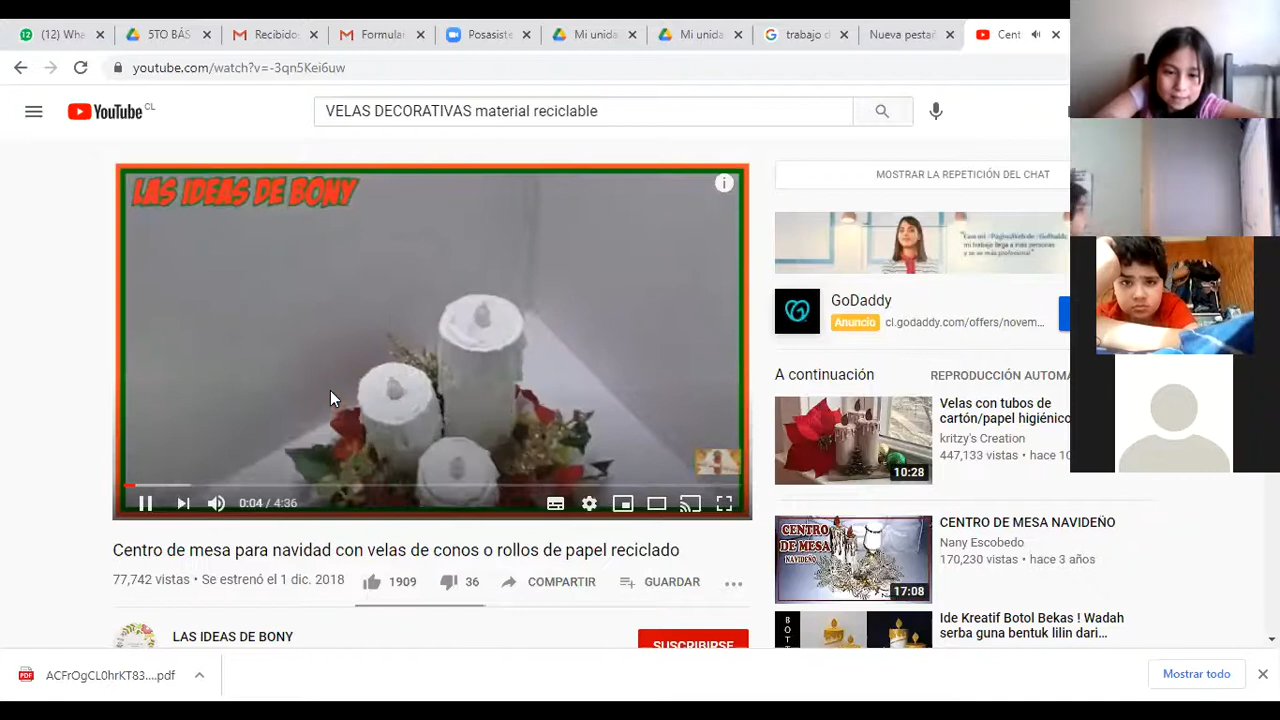 (12) Wha
5TO BÁS
Recibido
Formular
Posasiste
Mi unida
Mi unida
trabajo d
Nueva pestañ
Cent
youtube.com/watch?v=-3qn5Kei6uw
YouTube CL
VELAS DECORATIVAS material reciclable
LAS IDEAS DE BONY
0:04 / 4:36
Centro de mesa para navidad con velas de conos o rollos de papel reciclado
77,742 vistas • Se estrenó el 1 dic. 2018
1909
36
COMPARTIR
GUARDAR
LAS IDEAS DE BONY
SUSCRIBIRSE
MOSTRAR LA REPETICIÓN DEL CHAT
GoDaddy
Anuncio cl.godaddy.com/offers/novem...
A continuación
REPRODUCCIÓN AUTOMA
Velas con tubos de
cartón/papel higiénico
kritzy's Creation
447,133 vistas • hace 10
10:28
CENTRO DE MESA NAVIDEÑO
Nany Escobedo
170,230 vistas • hace 3 años
CENTRO
DE MESA
NAVIDEÑO
17:08
Ide Kreatif Botol Bekas ! Wadah
serba guna bentuk lilin dari...
BOT
ACFrOgCL0hrKT83....pdf
Mostrar todo